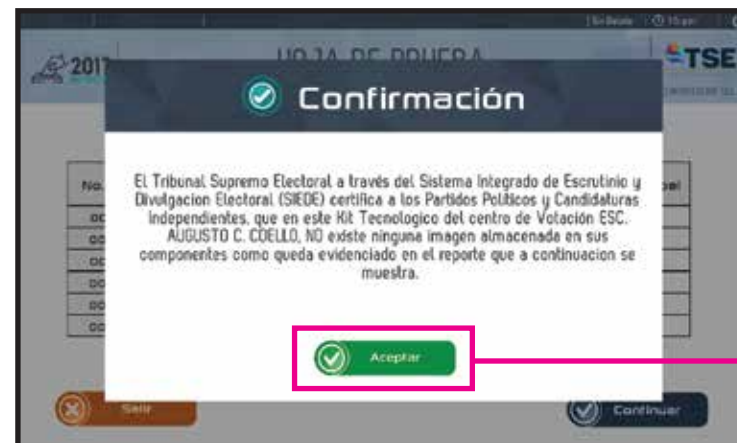 2017
HOJA DE PRUEBA
TSE
Confirmación
El Tribunal Supremo Electoral a través del Sistema Integrado de Escrutinio y
Divulgacion Electoral (SIEDE) certifica a los Partidos Políticos y Candidaturas
Independientes, que en este Kit Tecnologico del centro de Votación ESC.
AUGUSTO C. COELLO, NO existe ninguna imagen almacenada en sus
componentes como queda evidenciado en el reporte que a continuacion se
muestra.
No.
Aceptar
Salir
Continuar